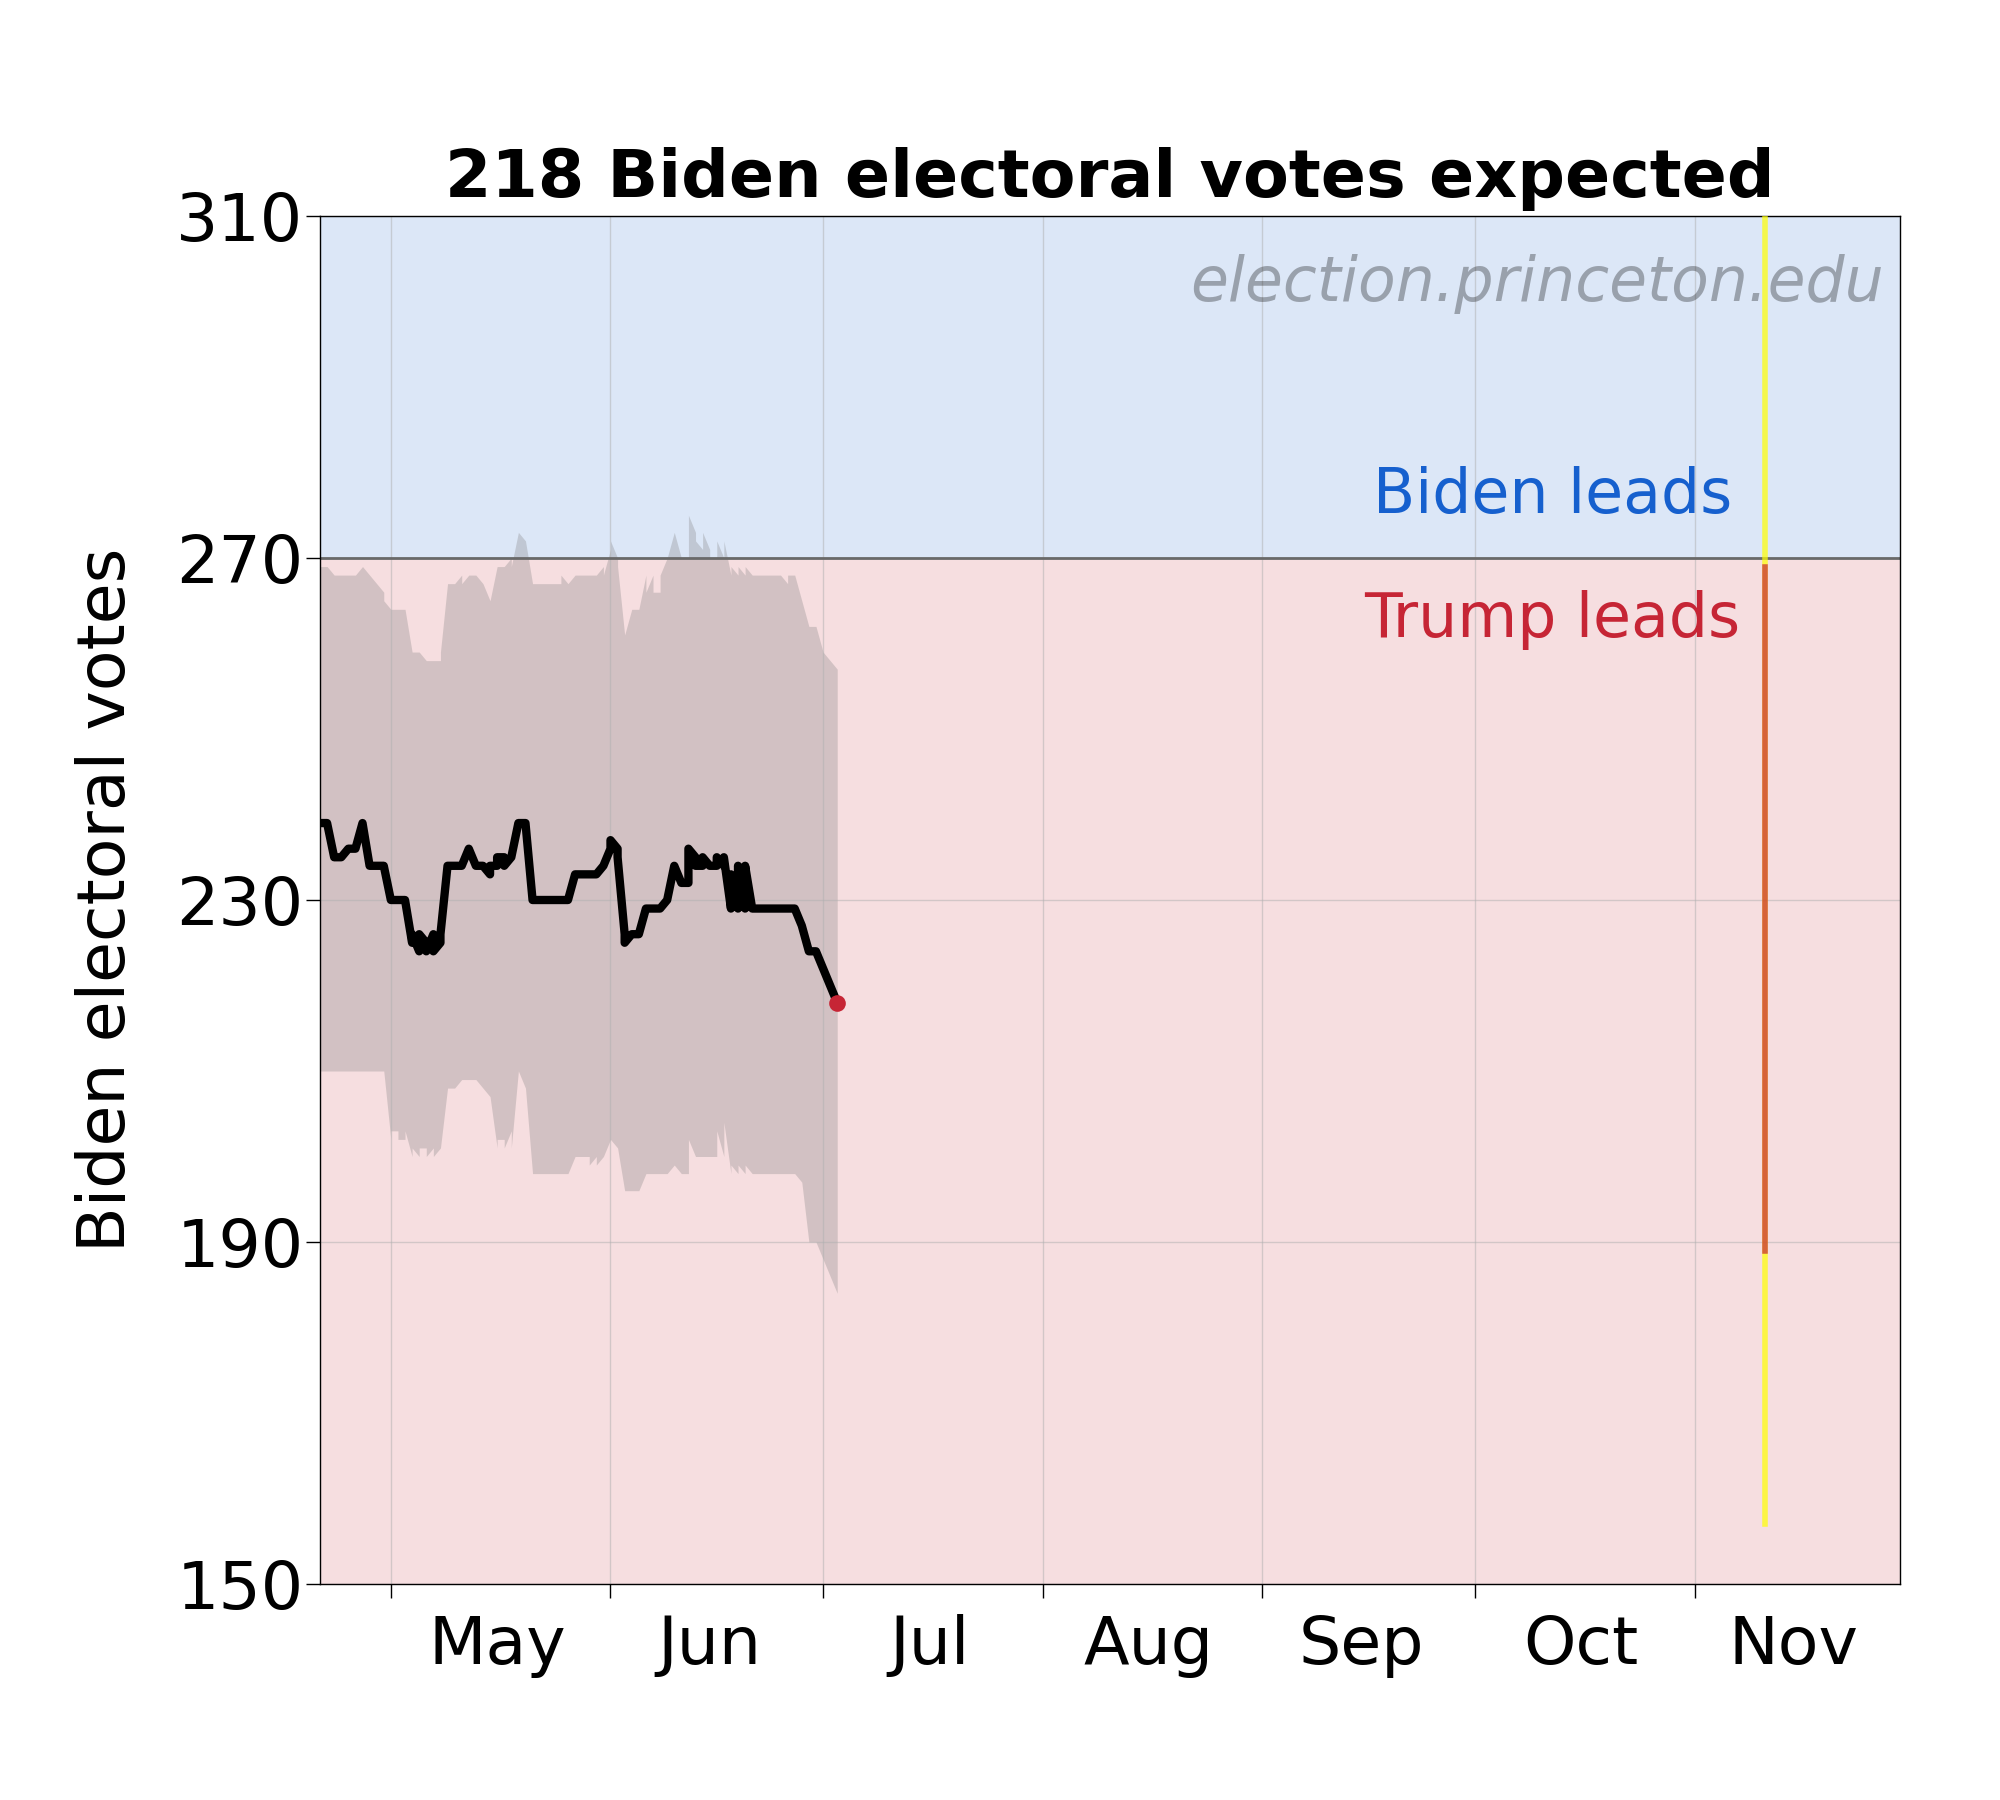 218 Biden electoral votes expected
310
election.princeton.edu
Biden leads
270
Trump leads
Biden electoral votes
230
190
150
May Jun Jul Aug Sep Oct Nov